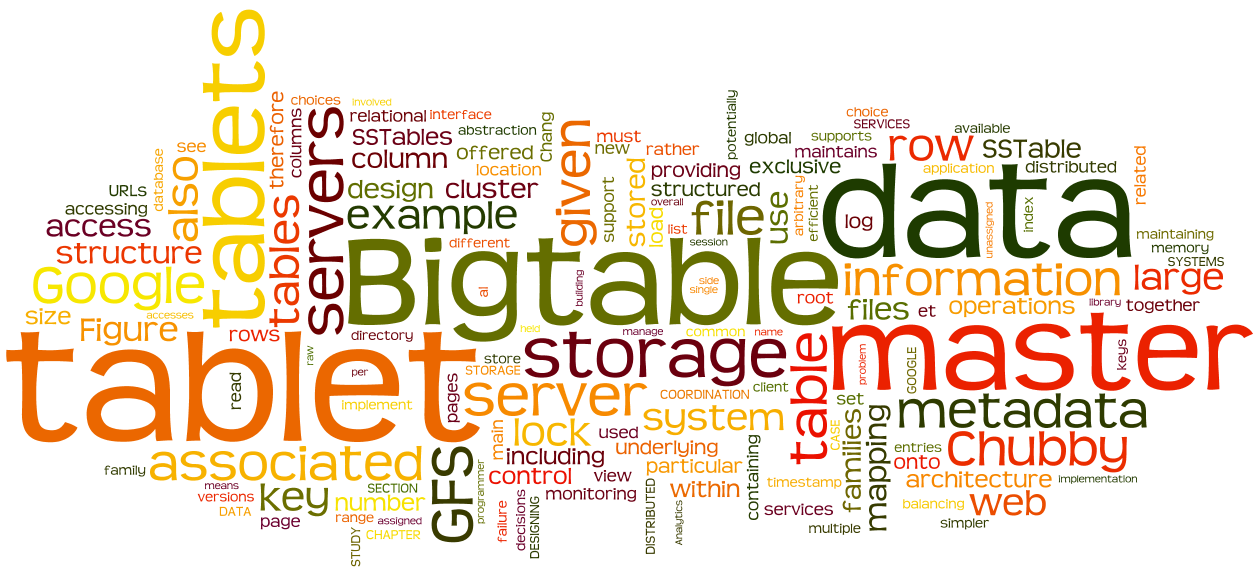 tablets
choices
involved
relational
interface
therefore
columns
servers
SSTables
abstraction
Chang
column
offered
location
see
database
also
URLs
accessing
access
structure
Google
accesses
size
Figure
rows
tables
design
cluster
example
different
given
must
new
rather
potentially
global
support
stored
load
overall
providing
structured
exclusive
list
file
use
arbitrary
efficient
choice
supports
SERVICES
maintains
row
available
SSTable
distributed
application
related
log
data
unassigned
index
maintaining
memory
SYSTEMS
Bigtable
al
building
session
side
single
information
large
root
files
et
operations
library
together
tablet
raw
directory
read
per
implement
held
store
STORAGE
pages
storage
manage
common
name
client
server
COORDINATION
system
table
master
problem
GOOGLE
keys
set
metadata
CASE
families
mapping
entries
onto
Chubby
architecture
implementation
associated
family
means
versions
DATA
key
page
SECTION
number
range
assigned
STUDY
CHAPTER
GFS
programmer
main
lock
used
including
underlying
control
view
particular
monitoring
within
failure
decisions
DESIGNING
DISTRIBUTED
Analytics
containing
timestamp
services
multiple
balancing
web
simpler